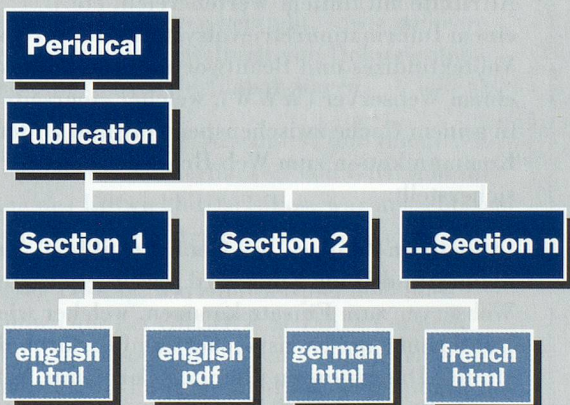 Peridical
Publication
Section 1
Section 2
...Section n
english
html
english
pdf
german
html
french
html